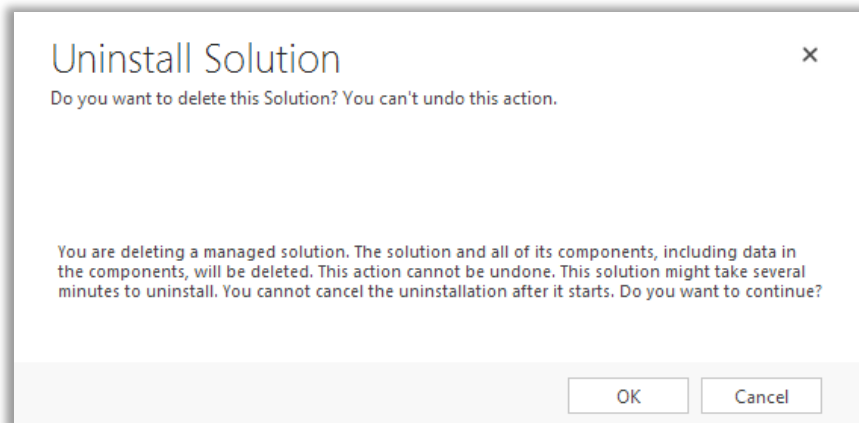 Uninstall Solution
Do you want to delete this Solution? You can't undo this action.
You are deleting a managed solution. The solution and all of its components, including data in
the components, will be deleted. This action cannot be undone. This solution might take several
minutes to uninstall. You cannot cancel the uninstallation after it starts. Do you want to continue?
OK Cancel